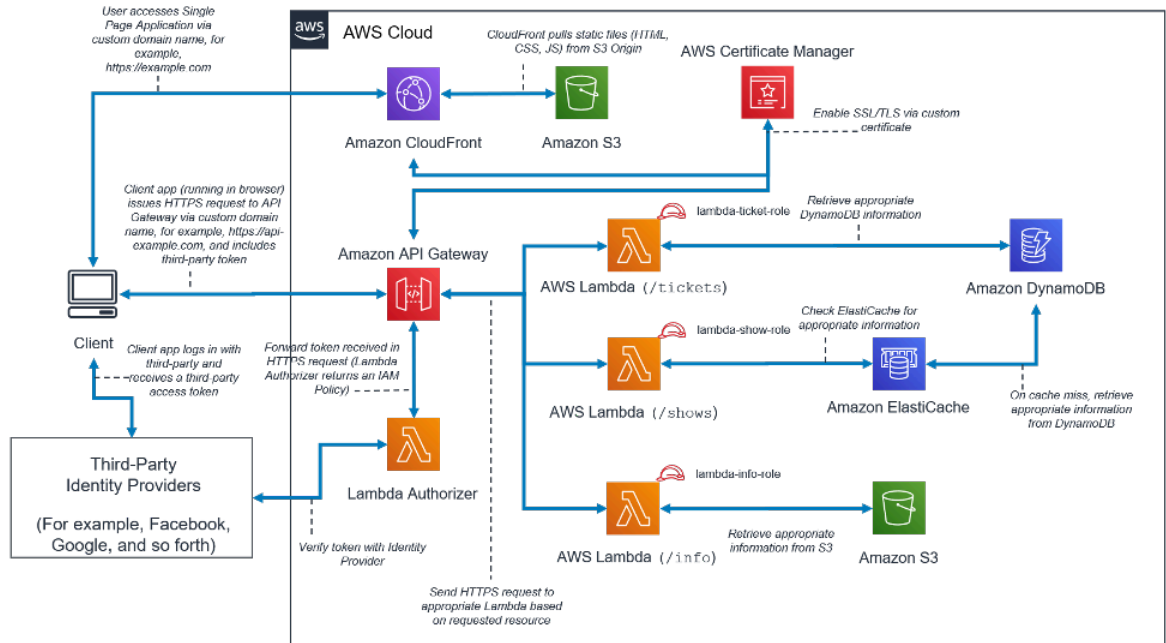 User accesses Single
Page Application via
custom domain name, for
example,
https://example.com
aws
AWS Cloud
CloudFront pulls static files (HTML,
CSS, JS) from S3 Origin
AWS Certificate Manager
Enable SSL/TLS via custom
certificate
Amazon CloudFront
Amazon S3
Client app (running in browser)
issues HTTPS request to API
Gateway via custom domain
name, for example, https://api-
example.com, and includes
third-party token
Retrieve appropriate
DynamoDB information
lambda-ticket-role
Amazon API Gateway
AWS Lambda (/tickets)
Amazon DynamoDB
Client
Check ElastiCache for
appropriate information
lambda-show-role
Forward token received in
HTTPS request (Lambda
Authorizer returns an IAM
Policy)
Client app logs in with
third-party and
receives a third-party
access token
AWS Lambda (/shows)
Amazon ElastiCache
On cache miss, retrieve
appropriate information
from DynamoDB
Third-Party
Identity Providers
(For example, Facebook,
Google, and so forth)
Lambda Authorizer
lambda-info-role
Verify token with Identity
Provider
AWS Lambda (/info)
Retrieve appropriate
information from S3
Amazon S3
Send HTTPS request to
appropriate Lambda based
on requested resource